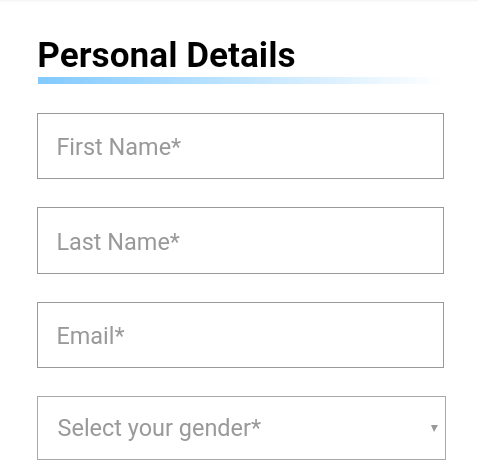 Personal Details
First Name*
Last Name*
Email*
Select your gender*